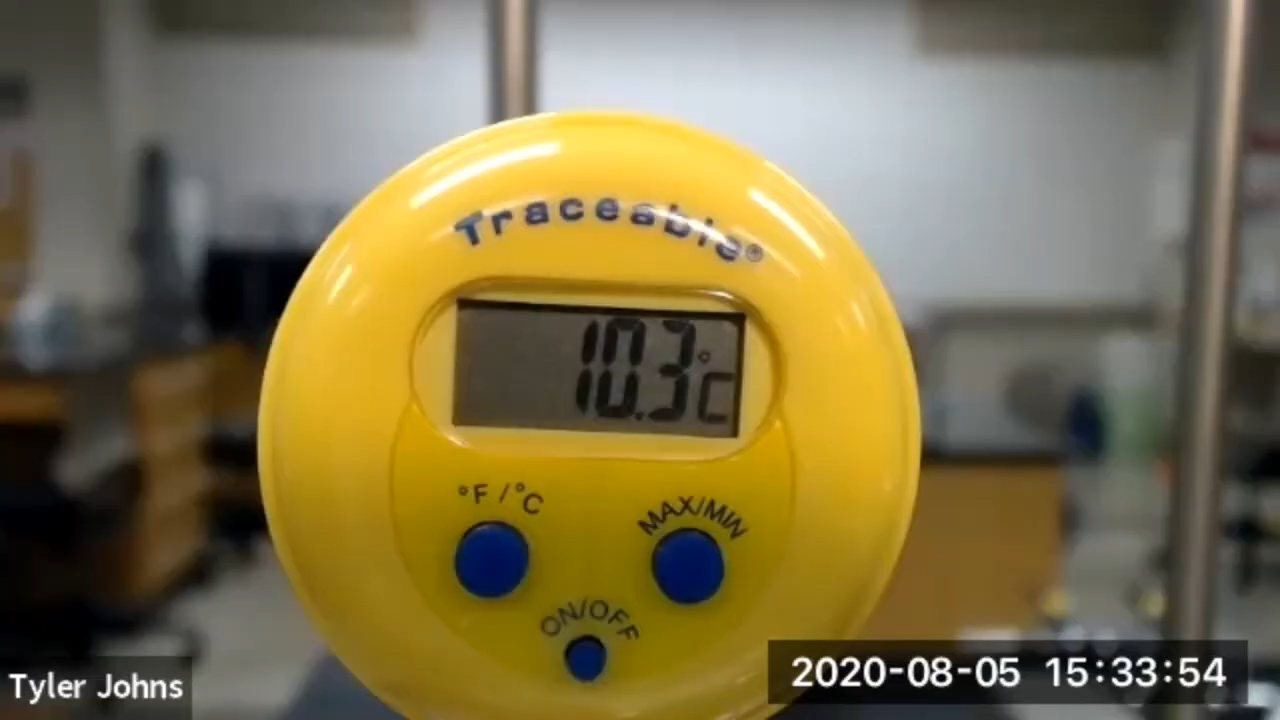 Traceable®
10.3°C
°F/°C
MAX/MIN
ON/OFF
Tyler Johns
2020-08-05 15:33:54